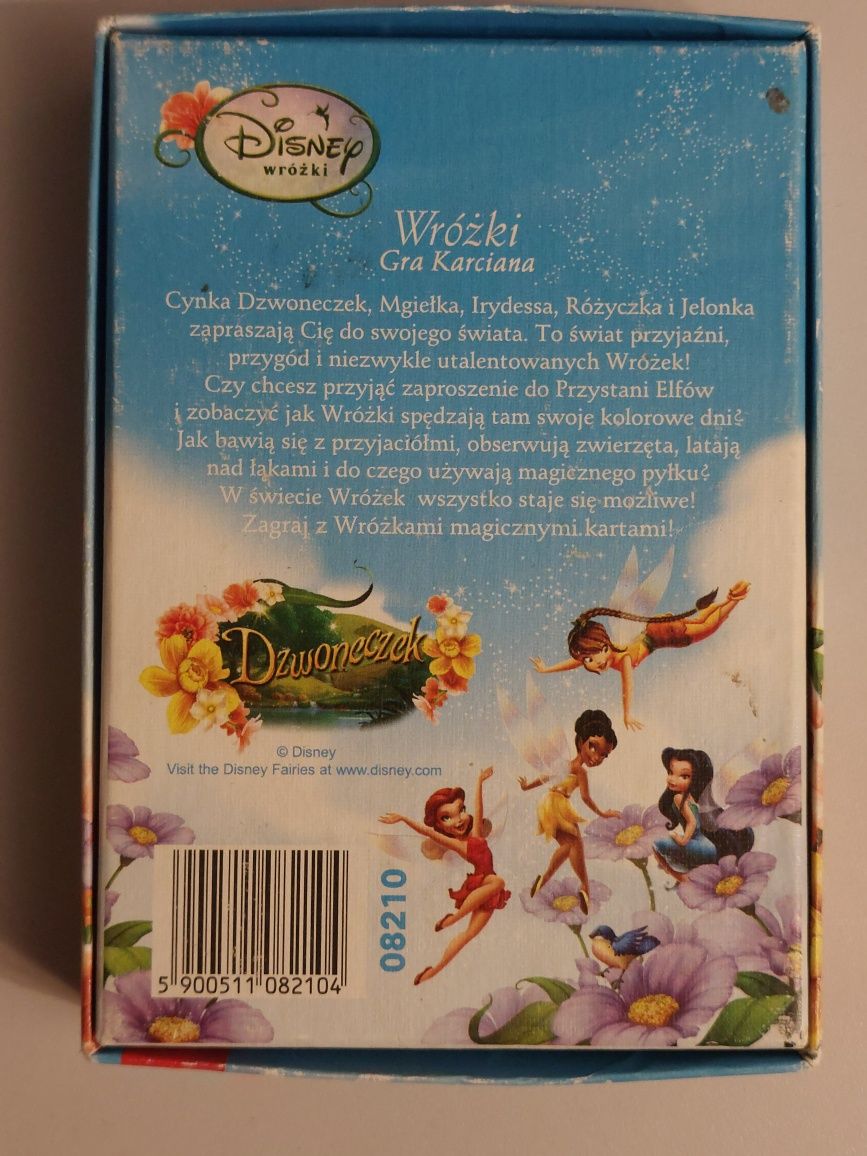 Disney
wróżki
Wróżki
Gra Karciana
Cynka Dzwoneczek, Mgiełka, Irydessa, Różyczka i Jelonka
zapraszają Cię do swojego świata. To świat przyjaźni,
przygód i niezwykle utalentowanych Wróżek!
Czy chcesz przyjąć zaproszenie do Przystani Elfów
i zobaczyć jak Wróżki spędzają tam swoje kolorowe dni?
Jak bawią się z przyjaciółmi, obserwują zwierzęta, latają
nad łąkami i do czego używają magicznego pyłku?
W świecie Wróżek wszystko staje się możliwe!
Zagraj z Wróżkami magicznymi kartami!
Dzwoneczek
© Disney
Visit the Disney Fairies at www.disney.com
08210
5 900511 082104